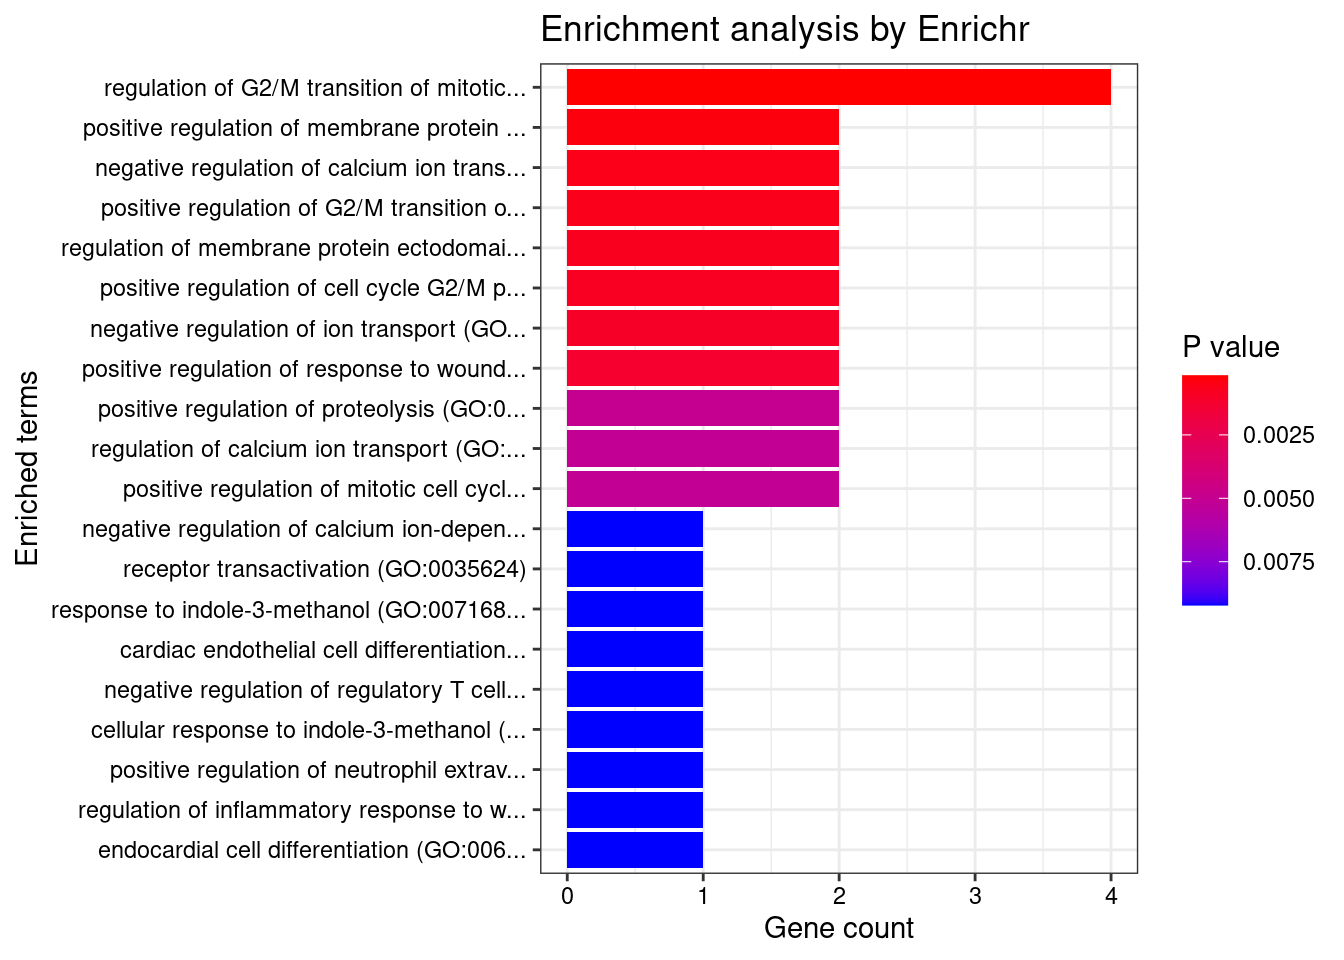 Enrichment analysis by Enrichr
Enriched terms
regulation of G2/M transition of mitotic...
positive regulation of membrane protein ...
negative regulation of calcium ion trans...
positive regulation of G2/M transition o...
regulation of membrane protein ectodomai...
positive regulation of cell cycle G2/M p...
negative regulation of ion transport (GO...
positive regulation of response to wound...
positive regulation of proteolysis (GO:0...
regulation of calcium ion transport (GO:...
positive regulation of mitotic cell cycl...
negative regulation of calcium ion-depen...
receptor transactivation (GO:0035624)
response to indole-3-methanol (GO:007168...
cardiac endothelial cell differentiation...
negative regulation of regulatory T cell...
cellular response to indole-3-methanol (...
positive regulation of neutrophil extrav...
regulation of inflammatory response to w...
endocardial cell differentiation (GO:006...
0 1 2 3 4
Gene count
P value
0.0025
0.0050
0.0075